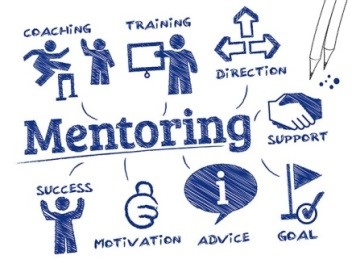 COACHING
TRAINING
DIRECTION
Mentoring
SUPPORT
SUCCESS
MOTIVATION
i
ADVICE
GOAL